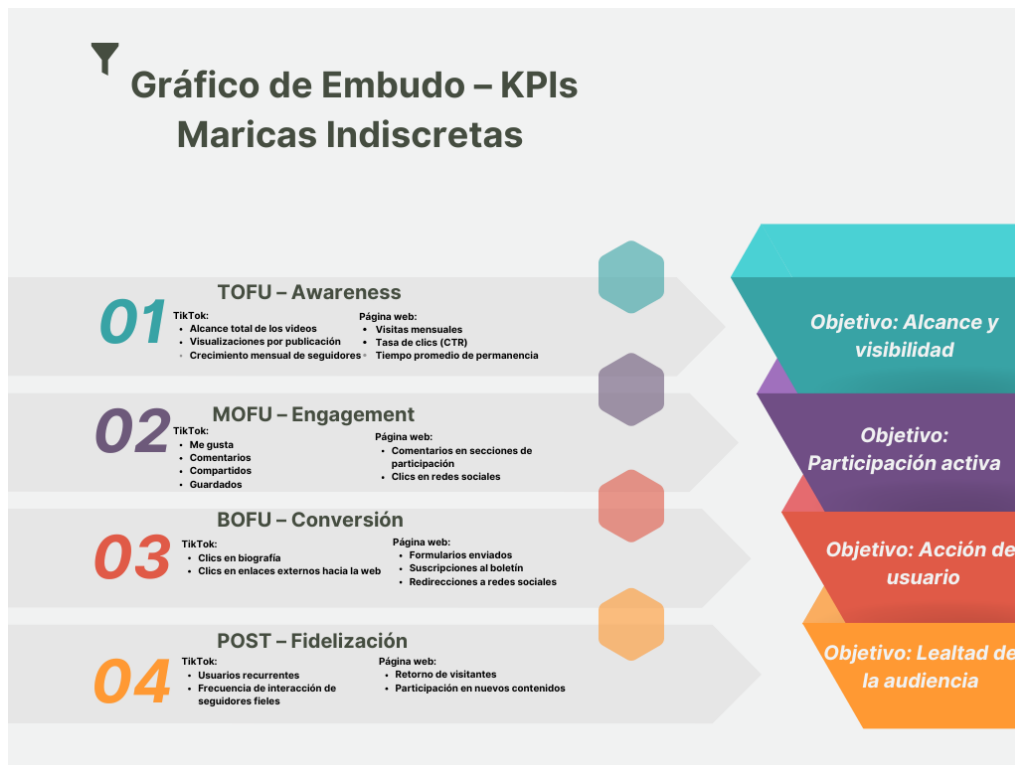 Gráfico de Embudo – KPIs
Maricas Indiscretas
01
TOFU – Awareness
TikTok:
• Alcance total de los videos
• Visualizaciones por publicación
• Crecimiento mensual de seguidores
Página web:
• Visitas mensuales
• Tasa de clics (CTR)
• Tiempo promedio de permanencia
Objetivo: Alcance y
visibilidad
02
MOFU – Engagement
TikTok:
• Me gusta
• Comentarios
• Compartidos
• Guardados
Página web:
• Comentarios en secciones de
participación
• Clics en redes sociales
Objetivo:
Participación activa
03
BOFU – Conversión
TikTok:
• Clics en biografía
• Clics en enlaces externos hacia la web
Página web:
• Formularios enviados
• Suscripciones al boletín
• Redirecciones a redes sociales
Objetivo: Acción de
usuario
04
POST – Fidelización
TikTok:
• Usuarios recurrentes
• Frecuencia de interacción de
seguidores fieles
Página web:
• Retorno de visitantes
• Participación en nuevos contenidos
Objetivo: Lealtad de
la audiencia